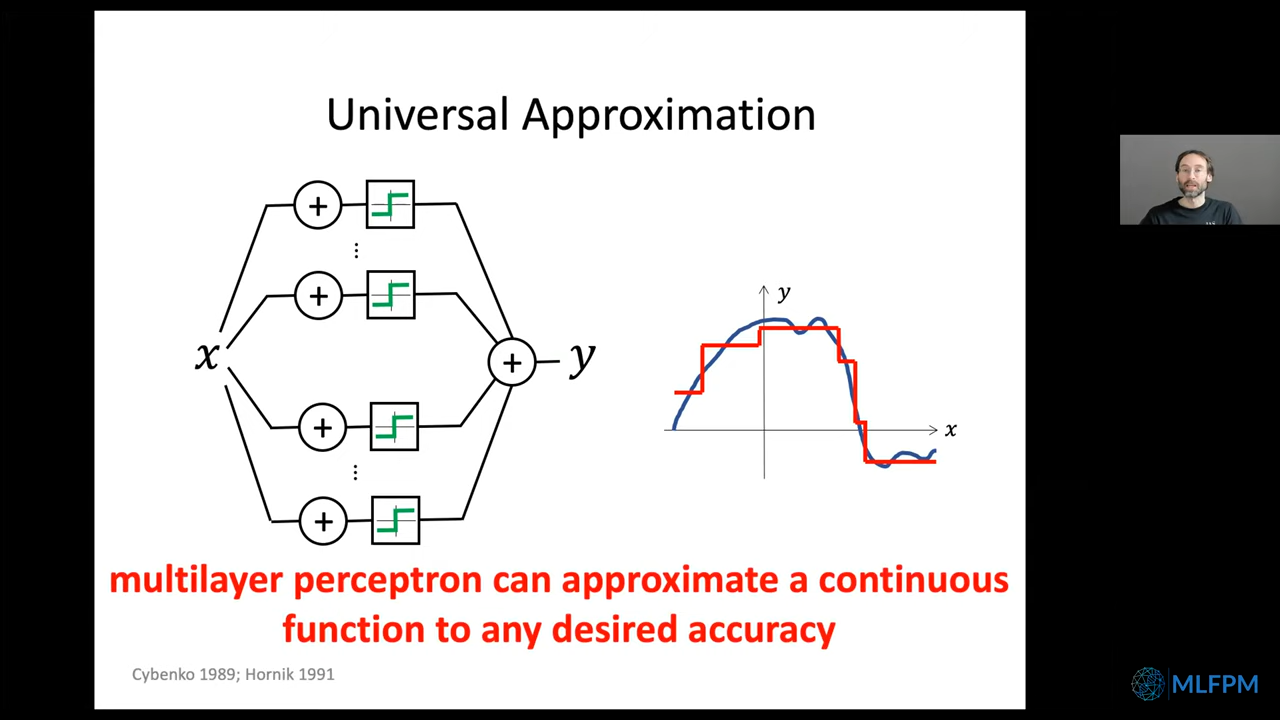 Universal Approximation
+
+
x
+
y
+
+
y
x
multilayer perceptron can approximate a continuous
function to any desired accuracy
Cybenko 1989; Hornik 1991
MLFPM